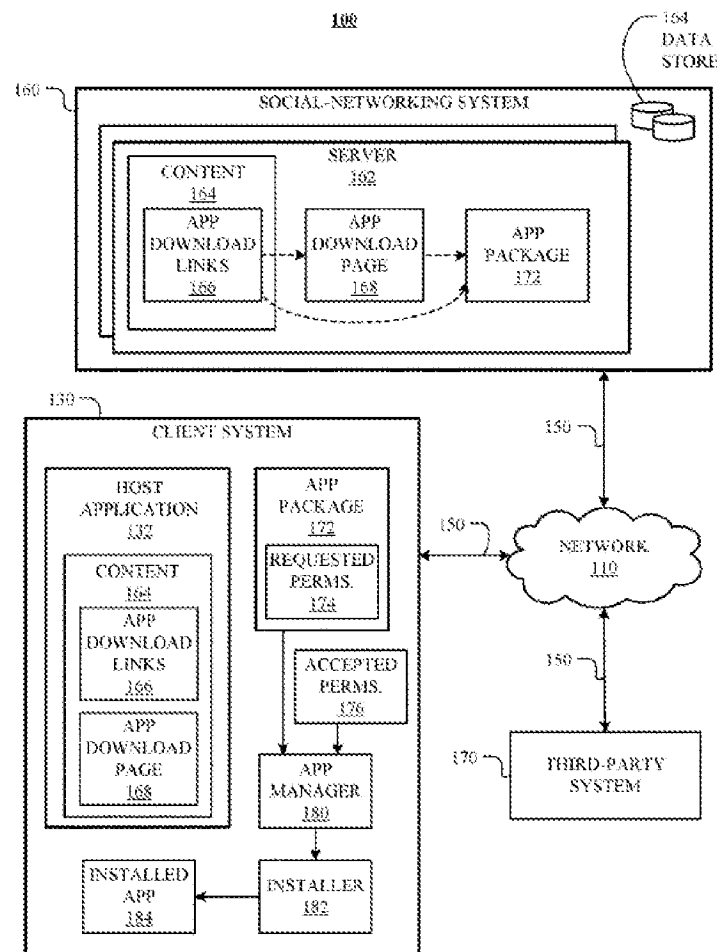 100
164
DATA
STORE
160
SOCIAL-NETWORKING SYSTEM
SERVER
162
CONTENT
164
APP
DOWNLOAD
LINKS
166
APP
DOWNLOAD
PAGE
168
APP
PACKAGE
172
130
CLIENT SYSTEM
150
HOST
APPLICATION
132
CONTENT
164
APP
DOWNLOAD
LINKS
166
APP
DOWNLOAD
PAGE
168
APP
PACKAGE
172
REQUESTED
PERMS.
174
ACCEPTED
PERMS.
176
APP
MANAGER
180
INSTALLER
182
INSTALLED
APP
184
150
NETWORK
110
150
170
THIRD-PARTY
SYSTEM